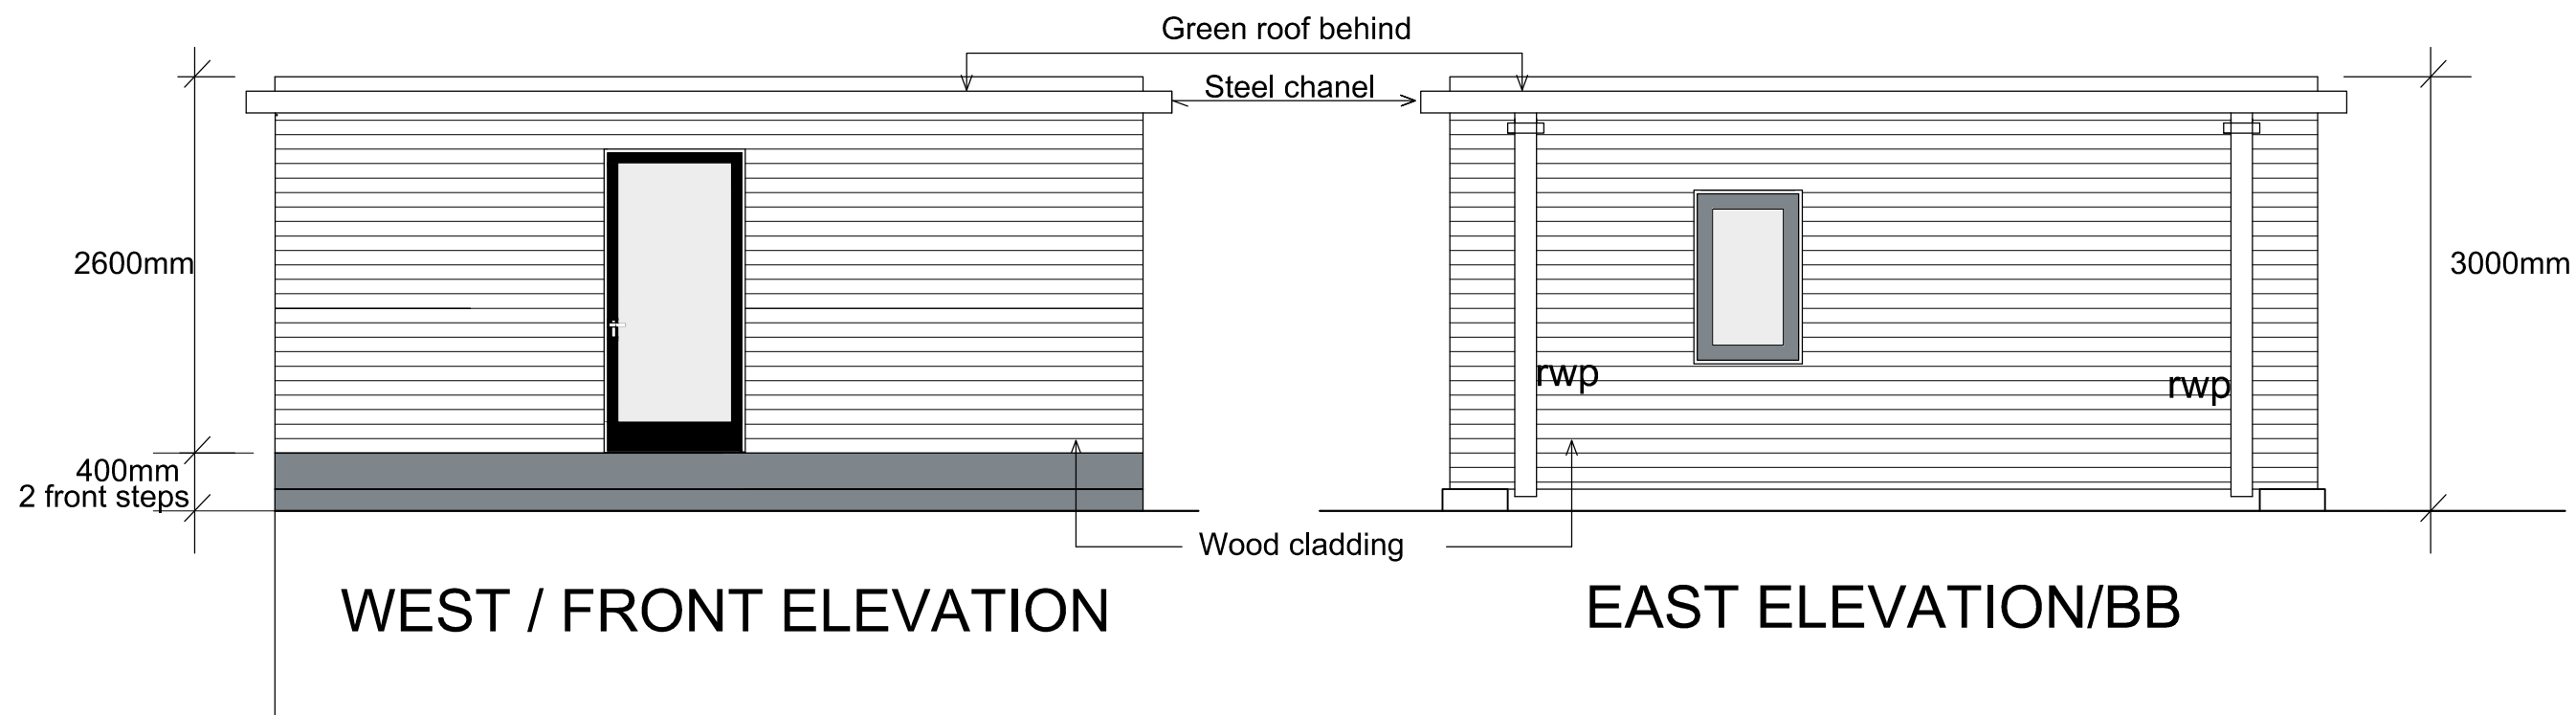 Green roof behind
Steel chanel
2600mm
3000mm
rwp
rwp
400mm
2 front steps
Wood cladding
WEST / FRONT ELEVATION
EAST ELEVATION/BB